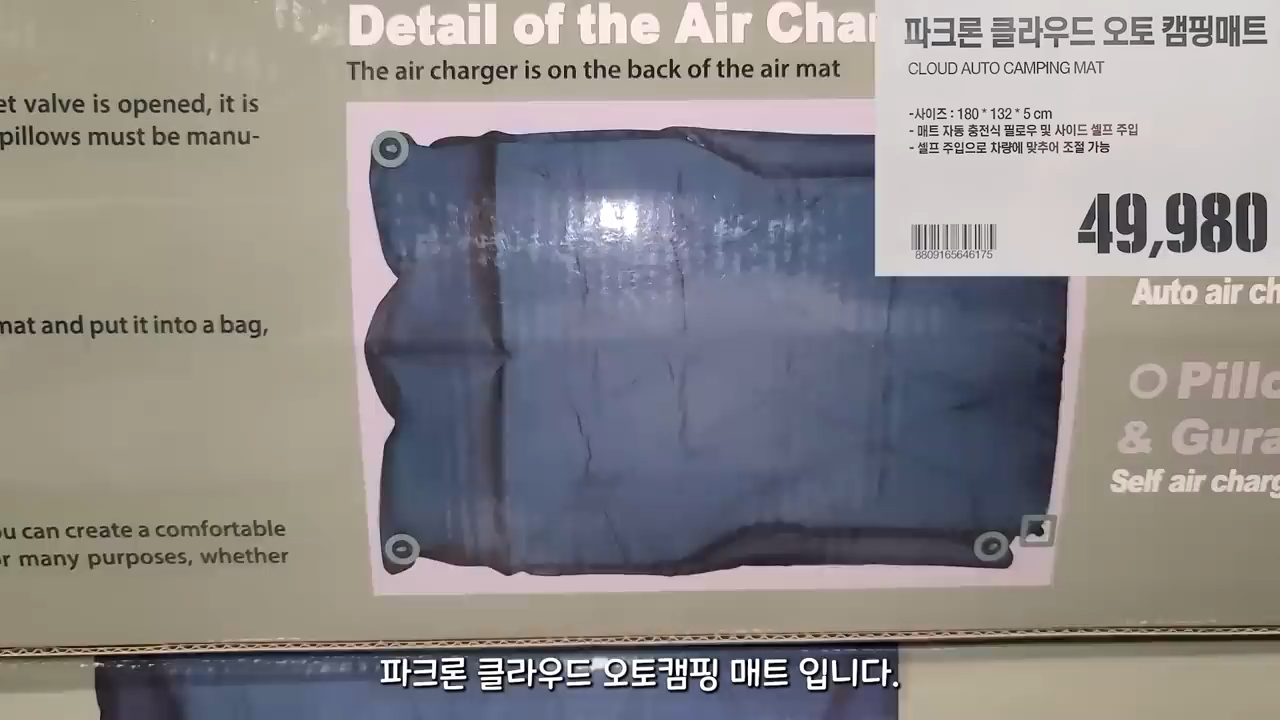 Detail of the Air Char
The air charger is on the back of the air mat
et valve is opened, it is
pillows must be manu-
mat and put it into a bag,
ou can create a comfortable
or many purposes, whether
파크론 클라우드 오토 캠핑매트
CLOUD AUTO CAMPING MAT
-사이즈 : 180 * 132 * 5 cm
- 매트 자동 충전식 필로우 및 사이드 셀프 주입
- 셀프 주입으로 차량에 맞추어 조절 가능
49,980
8809165646175
Auto air ch
Pillo
& Gura
Self air charg
파크론 클라우드 오토캠핑 매트 입니다.